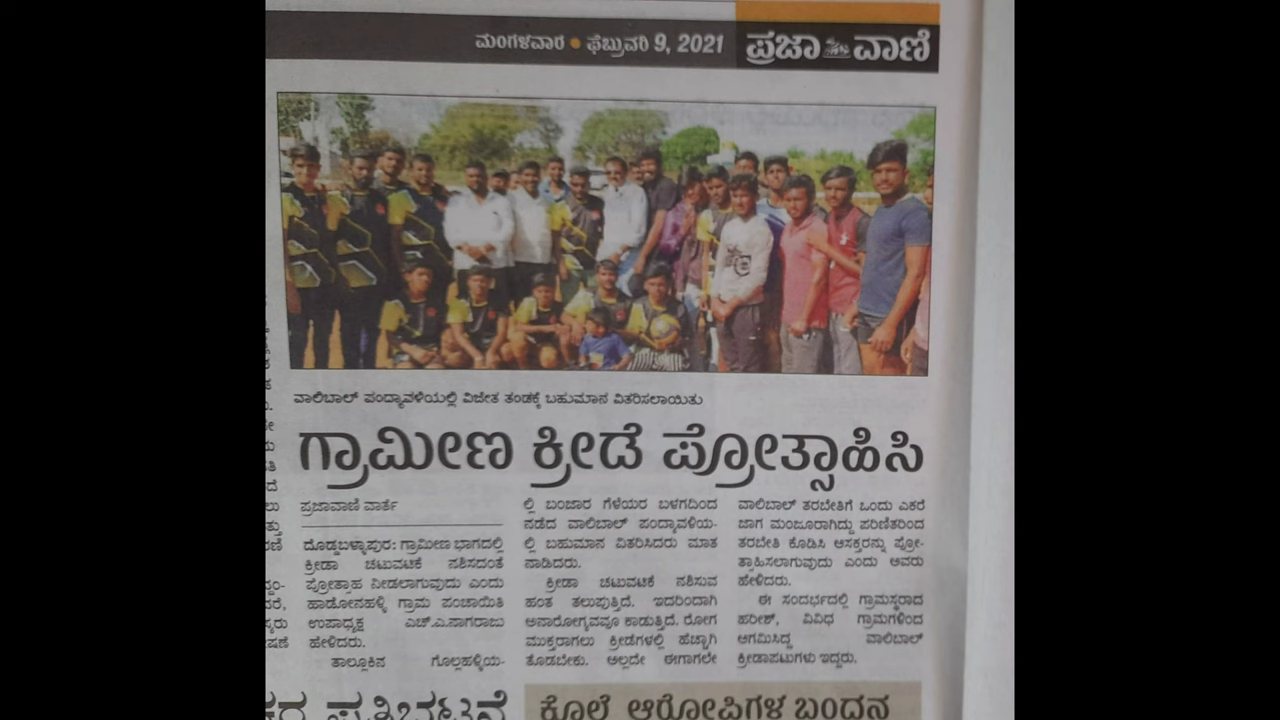 ಮಂಗಳವಾರ • ಫೆಬ್ರುವರಿ 9, 2021 ಪ್ರಜಾವಾಣಿ
ವಾಲಿಬಾಲ್ ಪಂದ್ಯಾವಳಿಯಲ್ಲಿ ವಿಜೇತ ತಂಡಕ್ಕೆ ಬಹುಮಾನ ವಿತರಿಸಲಾಯಿತು
ಗ್ರಾಮೀಣ ಕ್ರೀಡೆ ಪ್ರೋತ್ಸಾಹಿಸಿ
ಪ್ರಜಾವಾಣಿ ವಾರ್ತೆ
ದೊಡ್ಡಬಳ್ಳಾಪುರ: ಗ್ರಾಮೀಣ ಭಾಗದಲ್ಲಿ
ಕ್ರೀಡಾ ಚಟುವಟಿಕೆ ನಶಿಸದಂತೆ
ಪ್ರೋತ್ಸಾಹ ನೀಡಲಾಗುವುದು ಎಂದು
ಹಾಡೋನಹಳ್ಳಿ ಗ್ರಾಮ ಪಂಚಾಯಿತಿ
ಉಪಾಧ್ಯಕ್ಷ ಎಚ್.ಎ.ನಾಗರಾಜು
ಹೇಳಿದರು.
ತಾಲ್ಲೂಕಿನ ಗೊಲ್ಲಹಳ್ಳಿಯ-
ಲ್ಲಿ ಬಂಜಾರ ಗೆಳೆಯರ ಬಳಗದಿಂದ
ನಡೆದ ವಾಲಿಬಾಲ್ ಪಂದ್ಯಾವಳಿಯ-
ಲ್ಲಿ ಬಹುಮಾನ ವಿತರಿಸಿದರು ಮಾತ
ನಾಡಿದರು.
ಕ್ರೀಡಾ ಚಟುವಟಿಕೆ ನಶಿಸುವ
ಹಂತ ತಲುಪುತ್ತಿದೆ. ಇದರಿಂದಾಗಿ
ಅನಾರೋಗ್ಯವೂ ಕಾಡುತ್ತಿದೆ. ರೋಗ
ಮುಕ್ತರಾಗಲು ಕ್ರೀಡೆಗಳಲ್ಲಿ ಹೆಚ್ಚಾಗಿ
ತೊಡಬೇಕು. ಅಲ್ಲದೇ ಈಗಾಗಲೇ
ವಾಲಿಬಾಲ್ ತರಬೇತಿಗೆ ಒಂದು ಎಕರೆ
ಜಾಗ ಮಂಜೂರಾಗಿದ್ದು ಪರಿಣಿತರಿಂದ
ತರಬೇತಿ ಕೊಡಿಸಿ ಆಸಕ್ತರನ್ನು ಪ್ರೋ-
ತ್ಸಾಹಿಸಲಾಗುವುದು ಎಂದು ಅವರು
ಹೇಳಿದರು.
ಈ ಸಂದರ್ಭದಲ್ಲಿ ಗ್ರಾಮಸ್ಥರಾದ
ಹರೀಶ್, ವಿವಿಧ ಗ್ರಾಮಗಳಿಂದ
ಆಗಮಿಸಿದ್ದ ವಾಲಿಬಾಲ್
ಕ್ರೀಡಾಪಟುಗಳು ಇದ್ದರು.
ಕೊಲೆ ಆರೋಪಿಗಳ ಬಂಧನ